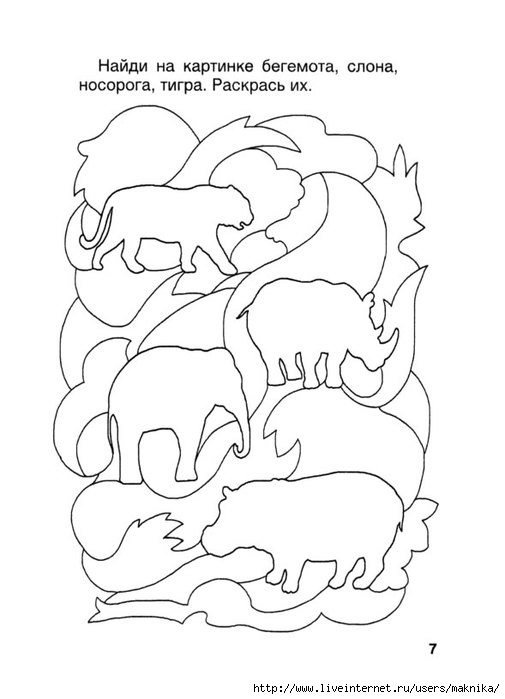 Найди на картинке бегемота, слона,
носорога, тигра. Раскрась их.
7
http://www.liveinternet.ru/users/maknika/